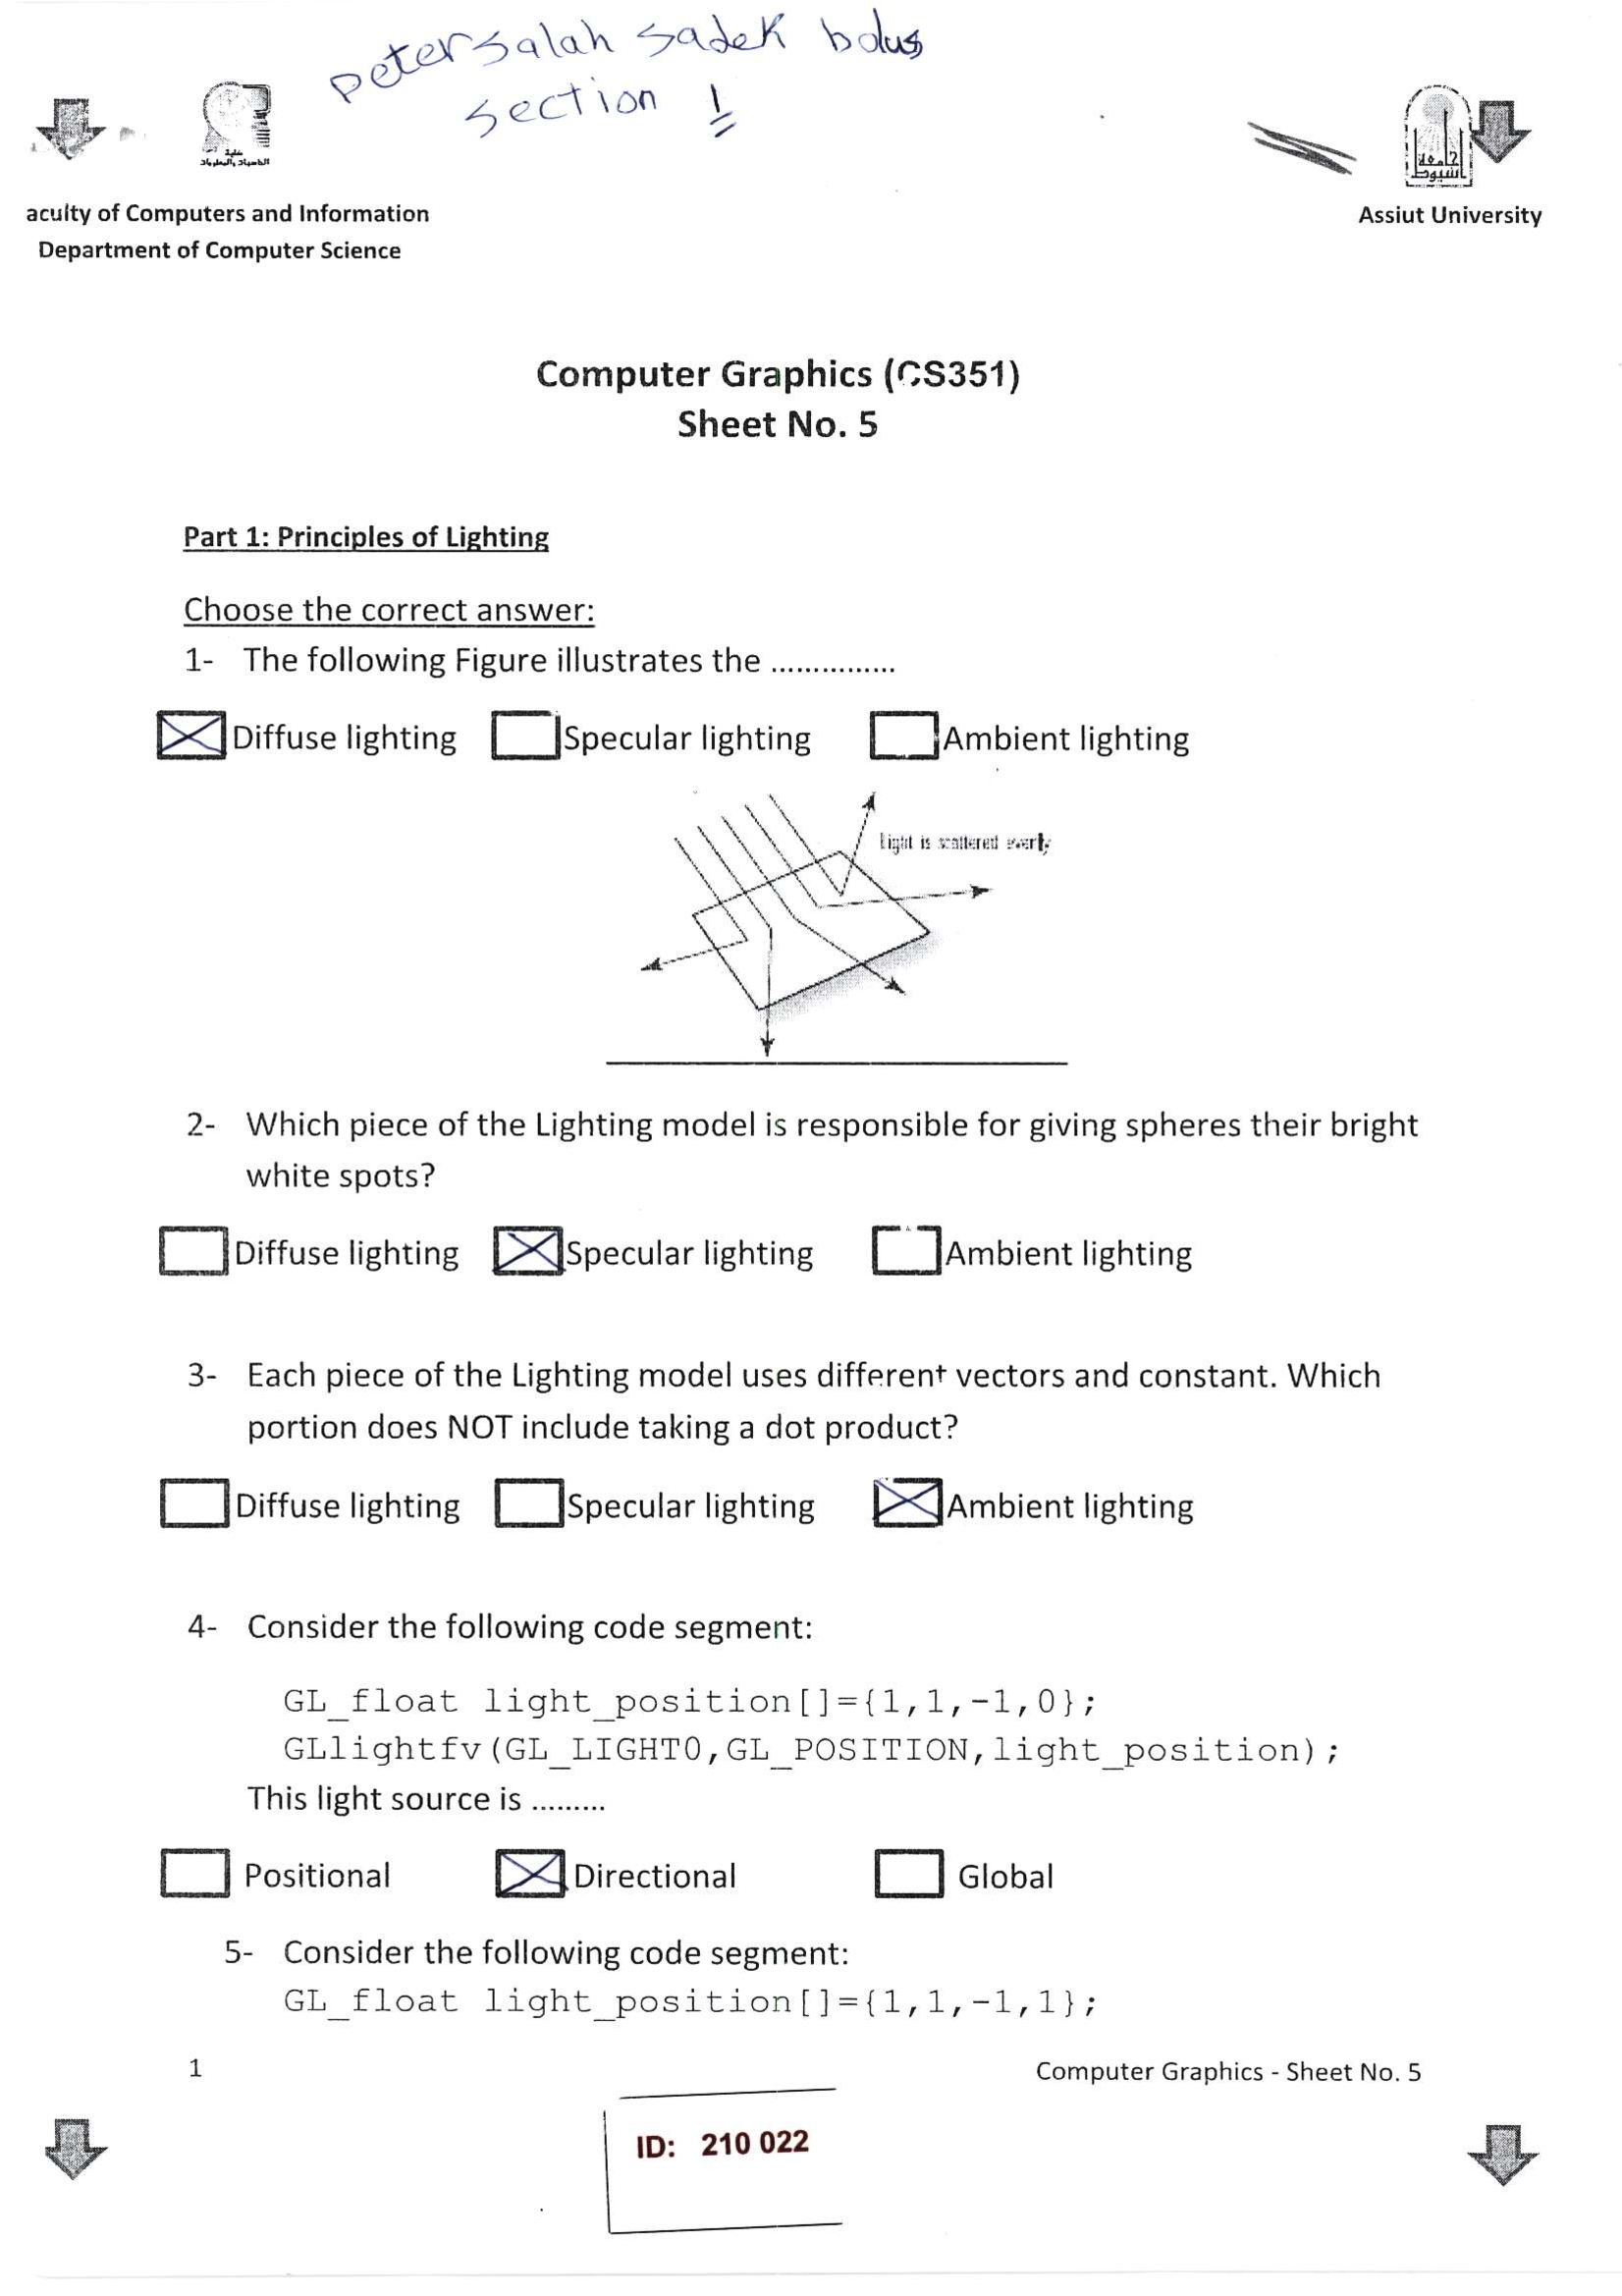 peter salah sadek bolus
section 1
كلية
الحاسبات والمعلومات
جامعة
أسيوط
aculty of Computers and Information
Assiut University
Department of Computer Science
Computer Graphics (CS351)
Sheet No. 5
Part 1: Principles of Lighting
Choose the correct answer:
1- The following Figure illustrates the ...............
Diffuse lighting Specular lighting Ambient lighting
Light is scattered evenly
2- Which piece of the Lighting model is responsible for giving spheres their bright
white spots?
Diffuse lighting Specular lighting Ambient lighting
3- Each piece of the Lighting model uses different vectors and constant. Which
portion does NOT include taking a dot product?
Diffuse lighting Specular lighting Ambient lighting
4- Consider the following code segment:
GL_float light_position[]={1,1,-1,0};
GLlightfv(GL_LIGHT0,GL_POSITION,light_position);
This light source is .........
Positional Directional Global
5- Consider the following code segment:
GL_float light_position[]={1,1,-1,1};
1 Computer Graphics - Sheet No. 5
ID: 210 022